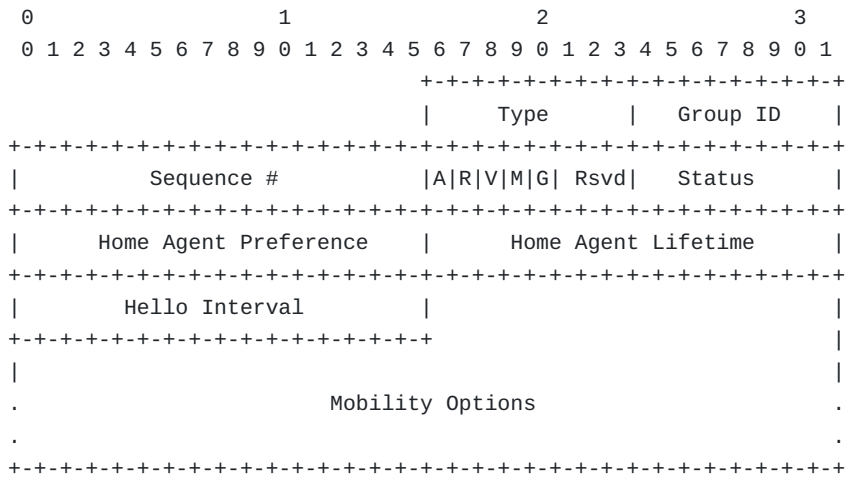 0                   1                   2                   3
 0 1 2 3 4 5 6 7 8 9 0 1 2 3 4 5 6 7 8 9 0 1 2 3 4 5 6 7 8 9 0 1
                                +-+-+-+-+-+-+-+-+-+-+-+-+-+-+-+-+
                                |     Type      |   Group ID    |
+-+-+-+-+-+-+-+-+-+-+-+-+-+-+-+-+-+-+-+-+-+-+-+-+-+-+-+-+-+-+-+-+
|          Sequence #           |A|R|V|M|G| Rsvd|   Status      |
+-+-+-+-+-+-+-+-+-+-+-+-+-+-+-+-+-+-+-+-+-+-+-+-+-+-+-+-+-+-+-+-+
|      Home Agent Preference    |      Home Agent Lifetime      |
+-+-+-+-+-+-+-+-+-+-+-+-+-+-+-+-+-+-+-+-+-+-+-+-+-+-+-+-+-+-+-+-+
|        Hello Interval         |                               |
+-+-+-+-+-+-+-+-+-+-+-+-+-+-+-+-+                               |
|                                                               |
.                        Mobility Options                       .
.                                                               .
+-+-+-+-+-+-+-+-+-+-+-+-+-+-+-+-+-+-+-+-+-+-+-+-+-+-+-+-+-+-+-+-+